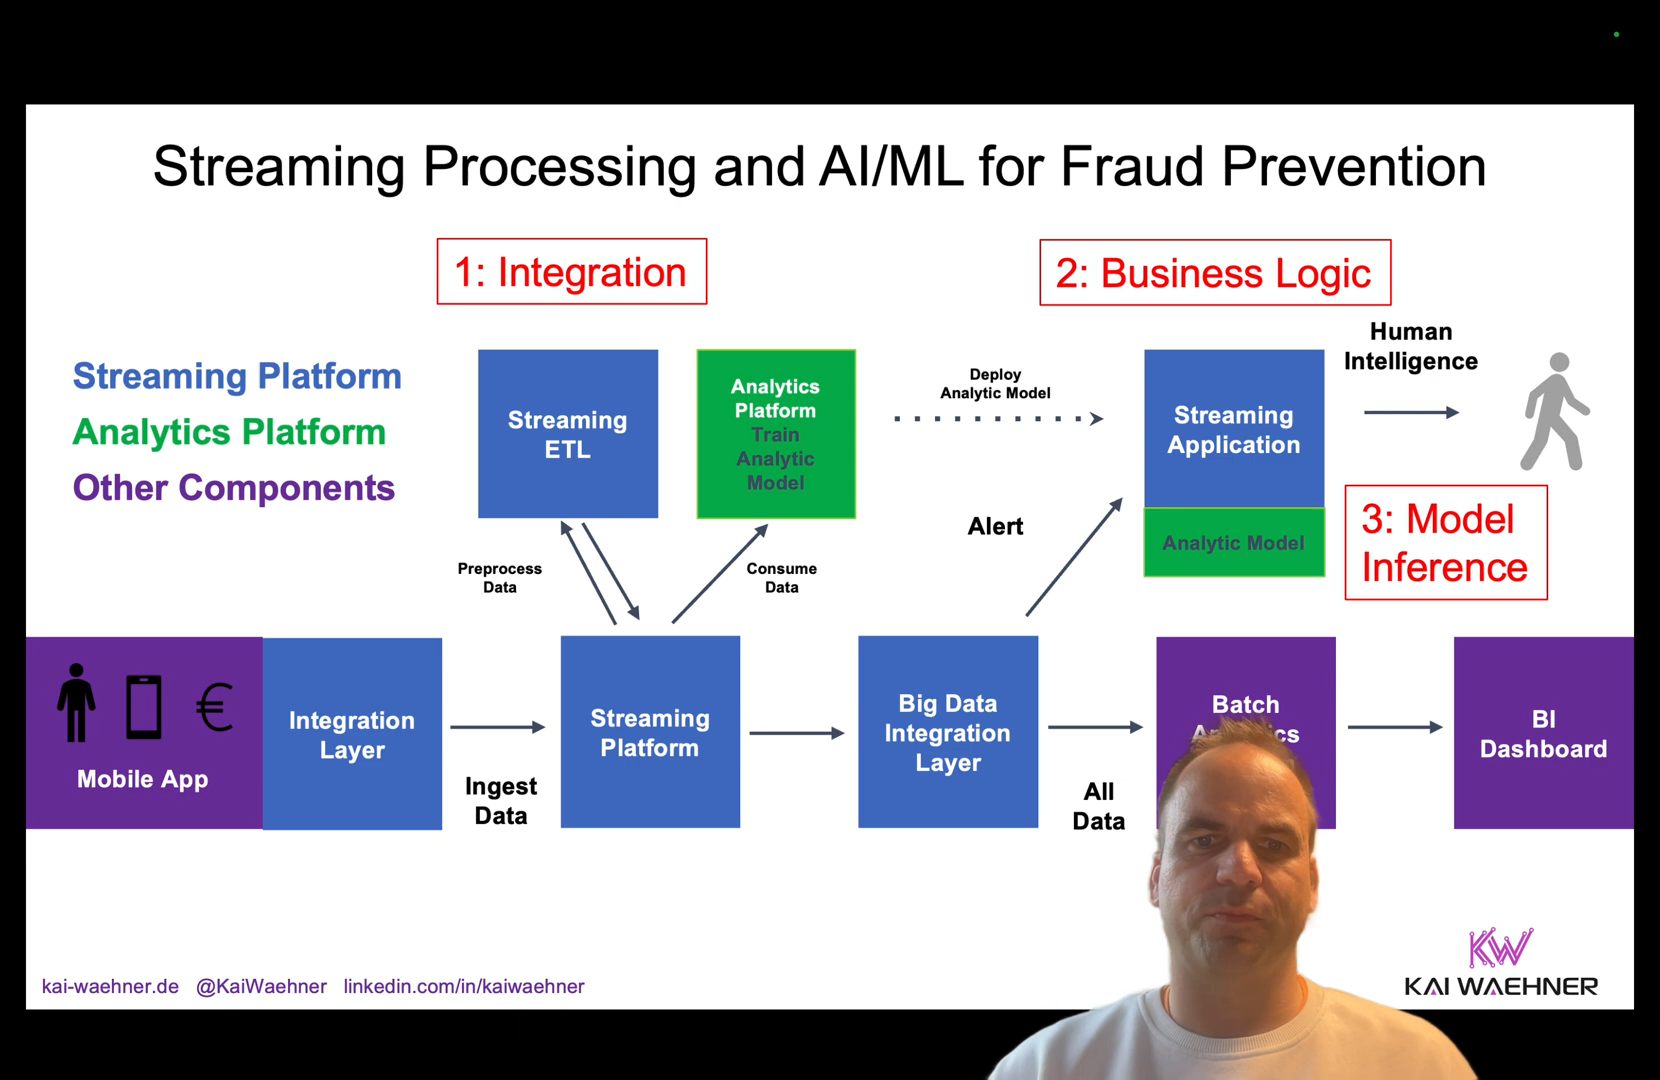 Streaming Processing and AI/ML for Fraud Prevention
1: Integration
2: Business Logic
Streaming Platform
Analytics Platform
Other Components
Streaming
ETL
Analytics
Platform
Train
Analytic
Model
Deploy
Analytic Model
Streaming
Application
Analytic Model
Human
Intelligence
3: Model
Inference
Alert
Preprocess
Data
Consume
Data
€
Mobile App
Integration
Layer
Ingest
Data
Streaming
Platform
Big Data
Integration
Layer
All
Data
Batch
BI
Dashboard
kai-waehner.de @KaiWaehner linkedin.com/in/kaiwaehner
KW
KAI WAEHNER